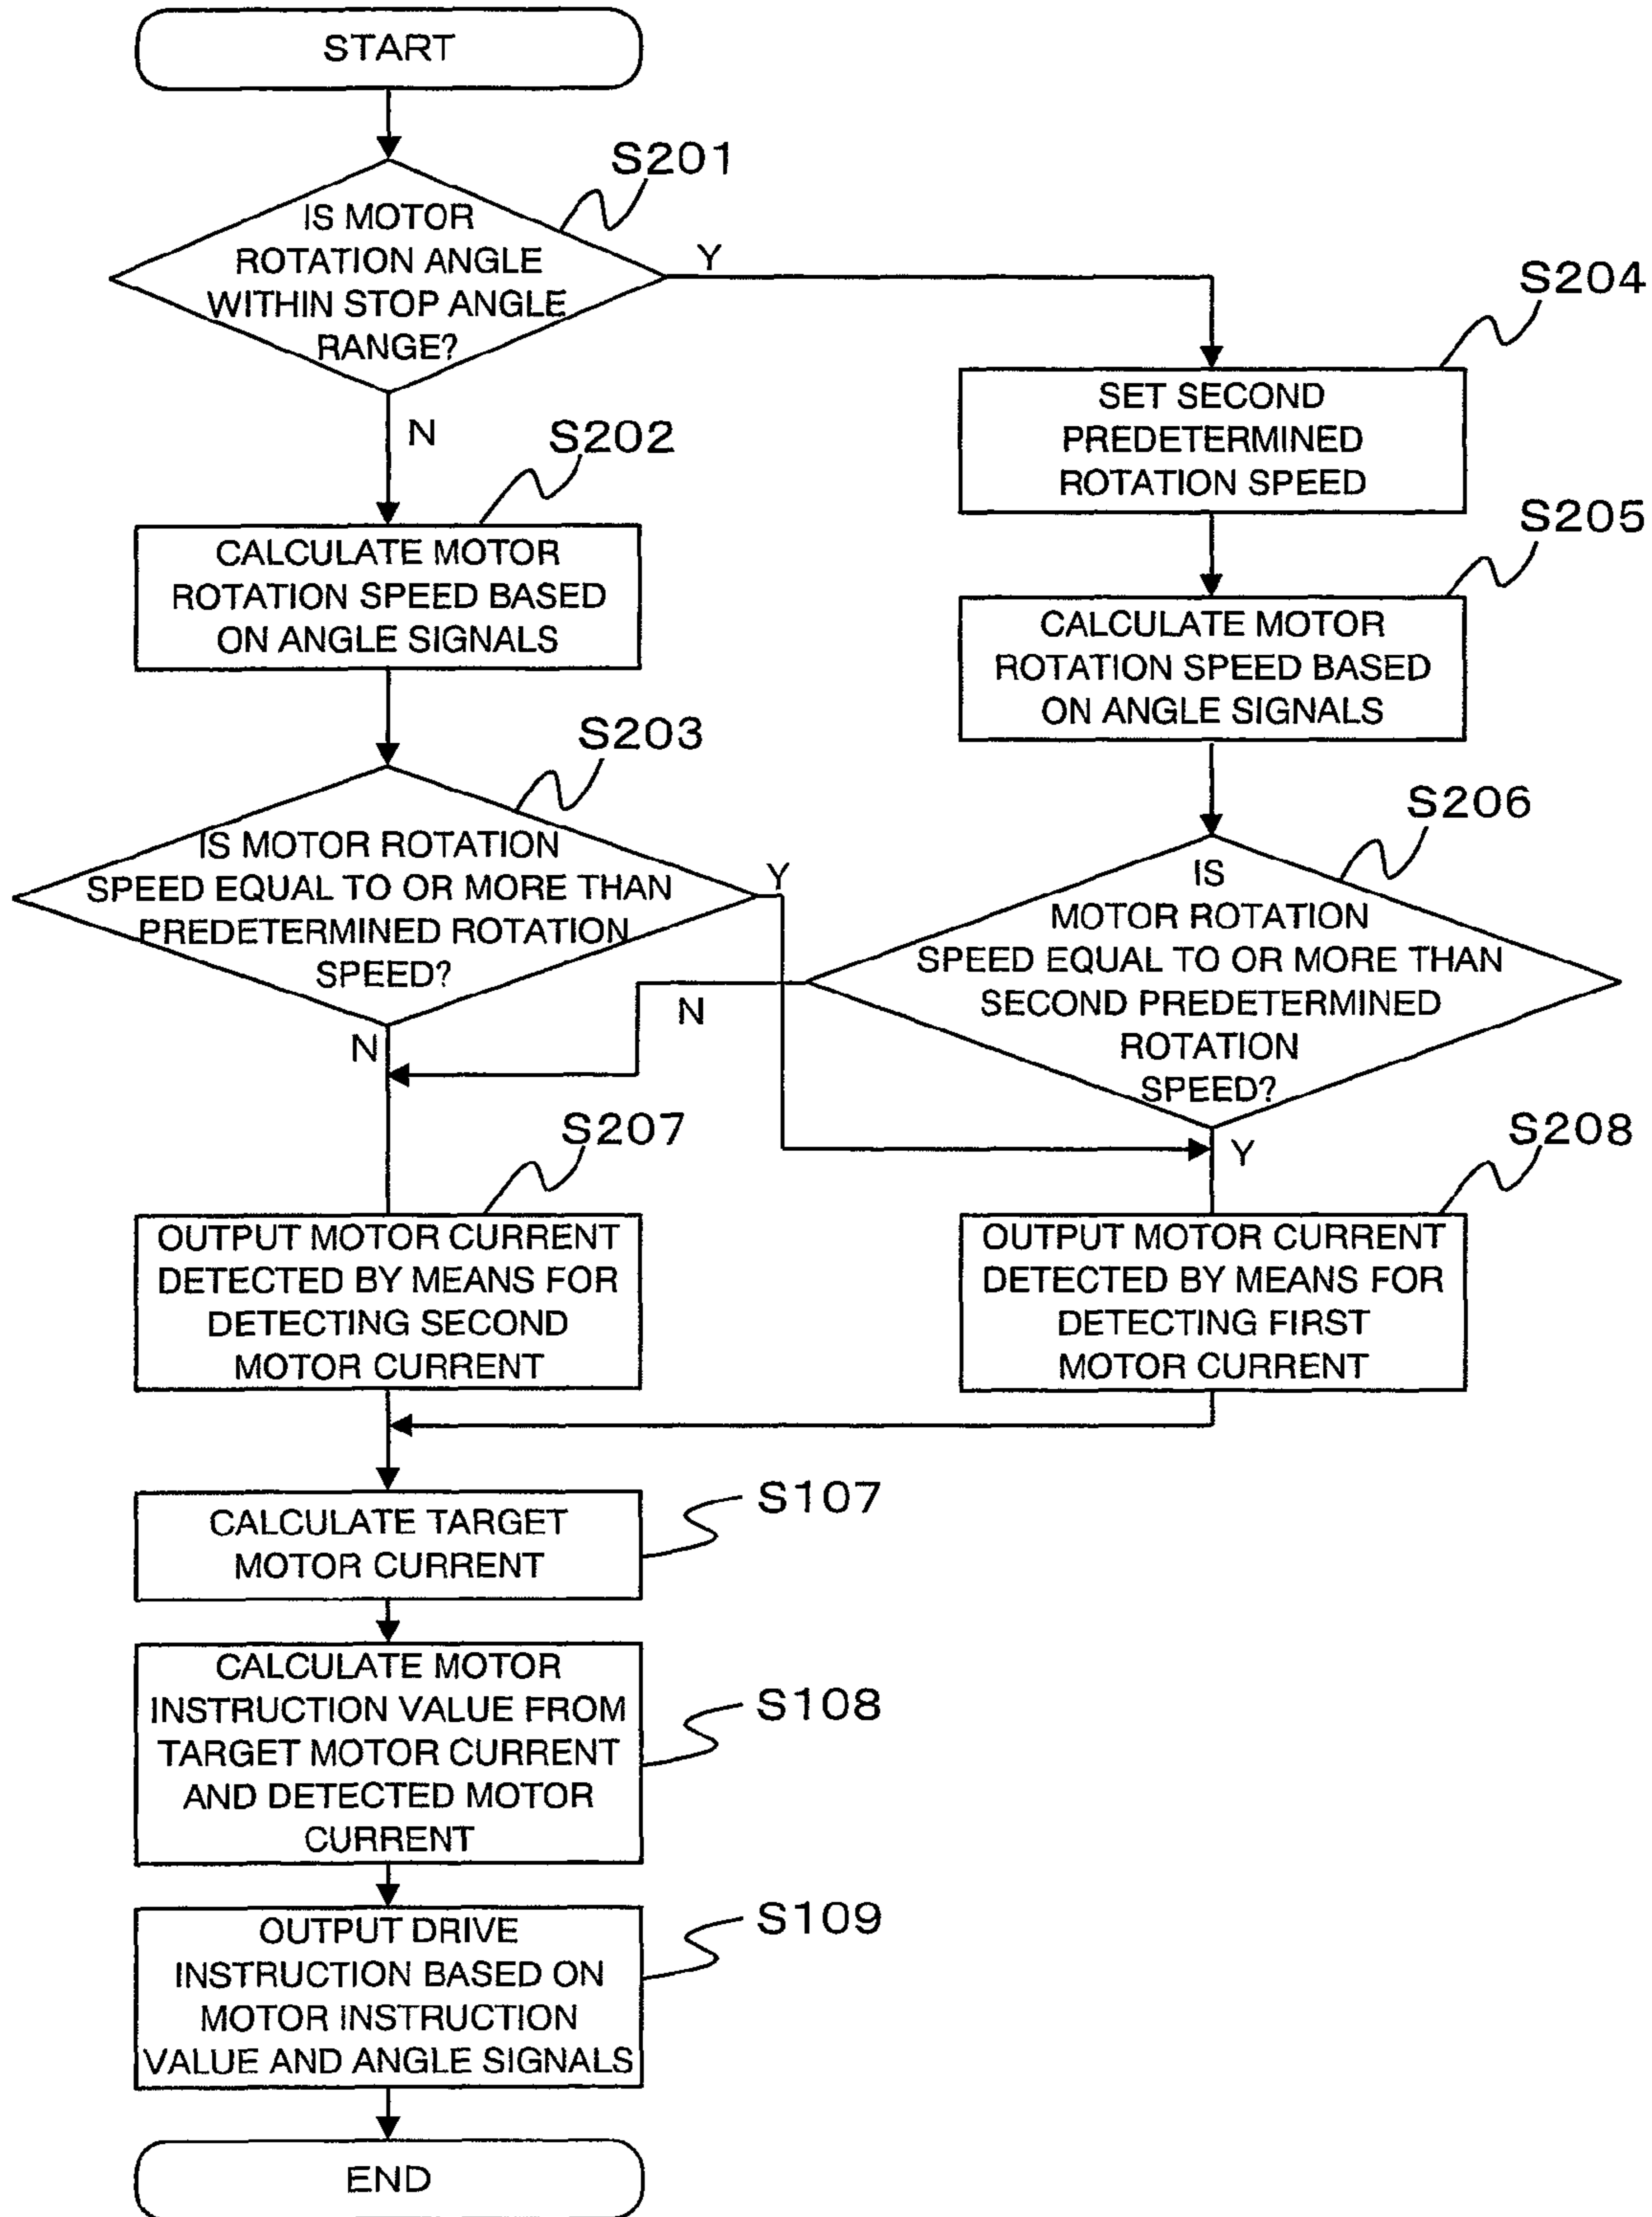 START
S201
IS MOTOR
ROTATION ANGLE
WITHIN STOP ANGLE
RANGE?
Y
N
S204
SET SECOND
PREDETERMINED
ROTATION SPEED
S202
CALCULATE MOTOR
ROTATION SPEED BASED
ON ANGLE SIGNALS
S205
CALCULATE MOTOR
ROTATION SPEED BASED
ON ANGLE SIGNALS
S203
IS MOTOR ROTATION
SPEED EQUAL TO OR MORE THAN
PREDETERMINED ROTATION
SPEED?
Y
N
S206
IS
MOTOR ROTATION
SPEED EQUAL TO OR MORE THAN
SECOND PREDETERMINED
ROTATION
SPEED?
N
Y
S207
OUTPUT MOTOR CURRENT
DETECTED BY MEANS FOR
DETECTING SECOND
MOTOR CURRENT
S208
OUTPUT MOTOR CURRENT
DETECTED BY MEANS FOR
DETECTING FIRST
MOTOR CURRENT
S107
CALCULATE TARGET
MOTOR CURRENT
S108
CALCULATE MOTOR
INSTRUCTION VALUE FROM
TARGET MOTOR CURRENT
AND DETECTED MOTOR
CURRENT
S109
OUTPUT DRIVE
INSTRUCTION BASED ON
MOTOR INSTRUCTION
VALUE AND ANGLE SIGNALS
END